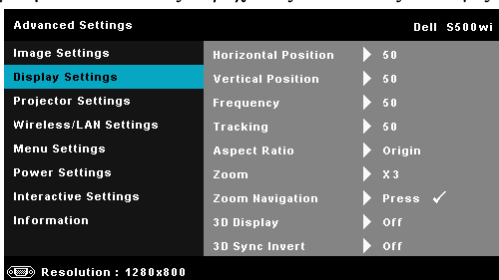 Advanced Settings Dell S500wi
Image Settings
Display Settings
Projector Settings
Wireless/LAN Settings
Menu Settings
Power Settings
Interactive Settings
Information
Horizontal Position 50
Vertical Position 50
Frequency 50
Tracking 50
Aspect Ratio Origin
Zoom X3
Zoom Navigation Press ✓
3D Display Off
3D Sync Invert Off
Resolution : 1280x800